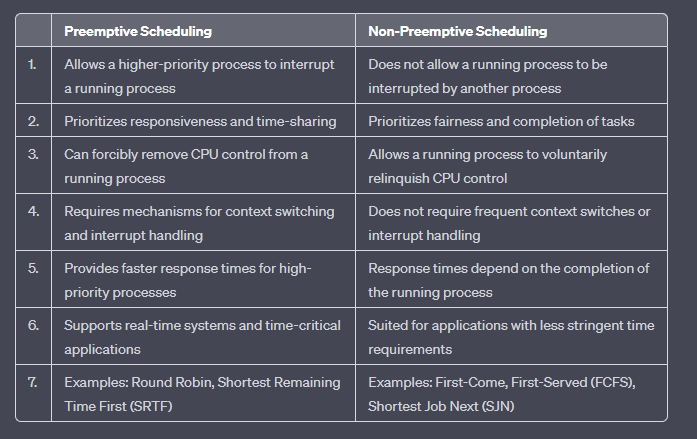 Preemptive Scheduling Non-Preemptive Scheduling
1. Allows a higher-priority process to interrupt Does not allow a running process to be
a running process interrupted by another process
2. Prioritizes responsiveness and time-sharing Prioritizes fairness and completion of tasks
3. Can forcibly remove CPU control from a Allows a running process to voluntarily
running process relinquish CPU control
4. Requires mechanisms for context switching Does not require frequent context switches or
and interrupt handling interrupt handling
5. Provides faster response times for high- Response times depend on the completion of
priority processes the running process
6. Supports real-time systems and time-critical Suited for applications with less stringent time
applications requirements
7. Examples: Round Robin, Shortest Remaining Examples: First-Come, First-Served (FCFS),
Time First (SRTF) Shortest Job Next (SJN)